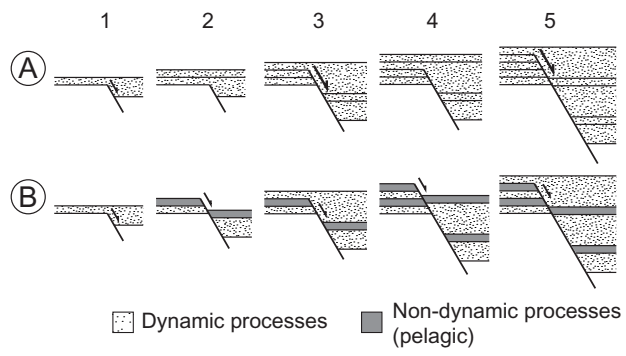 1 2 3 4 5
A
B
Dynamic processes
Non-dynamic processes
(pelagic)